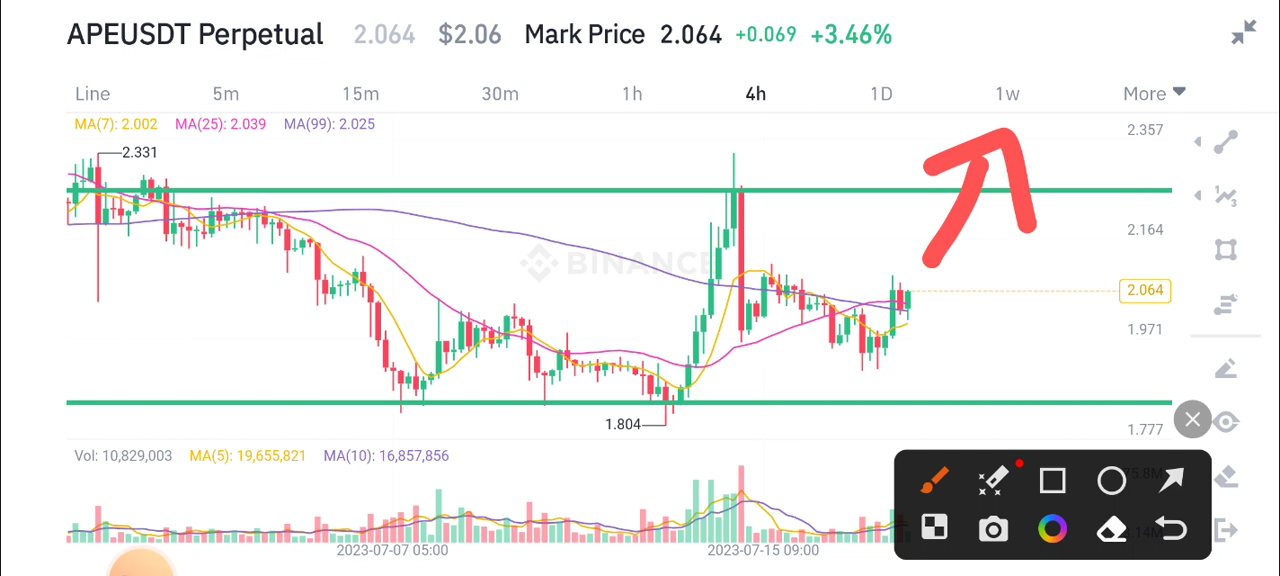 APEUSDT Perpetual 2.064 $2.06 Mark Price 2.064 +0.069 +3.46%
Line 5m 15m 30m 1h 4h 1D 1w More
MA(7): 2.002 MA(25): 2.039 MA(99): 2.025
2.357
2.331
2.164
BINANCE
2.064
1.971
1.804
1.777
Vol: 10,829,003 MA(5): 19,655,821 MA(10): 16,857,856
2023-07-07 05:00 2023-07-15 09:00